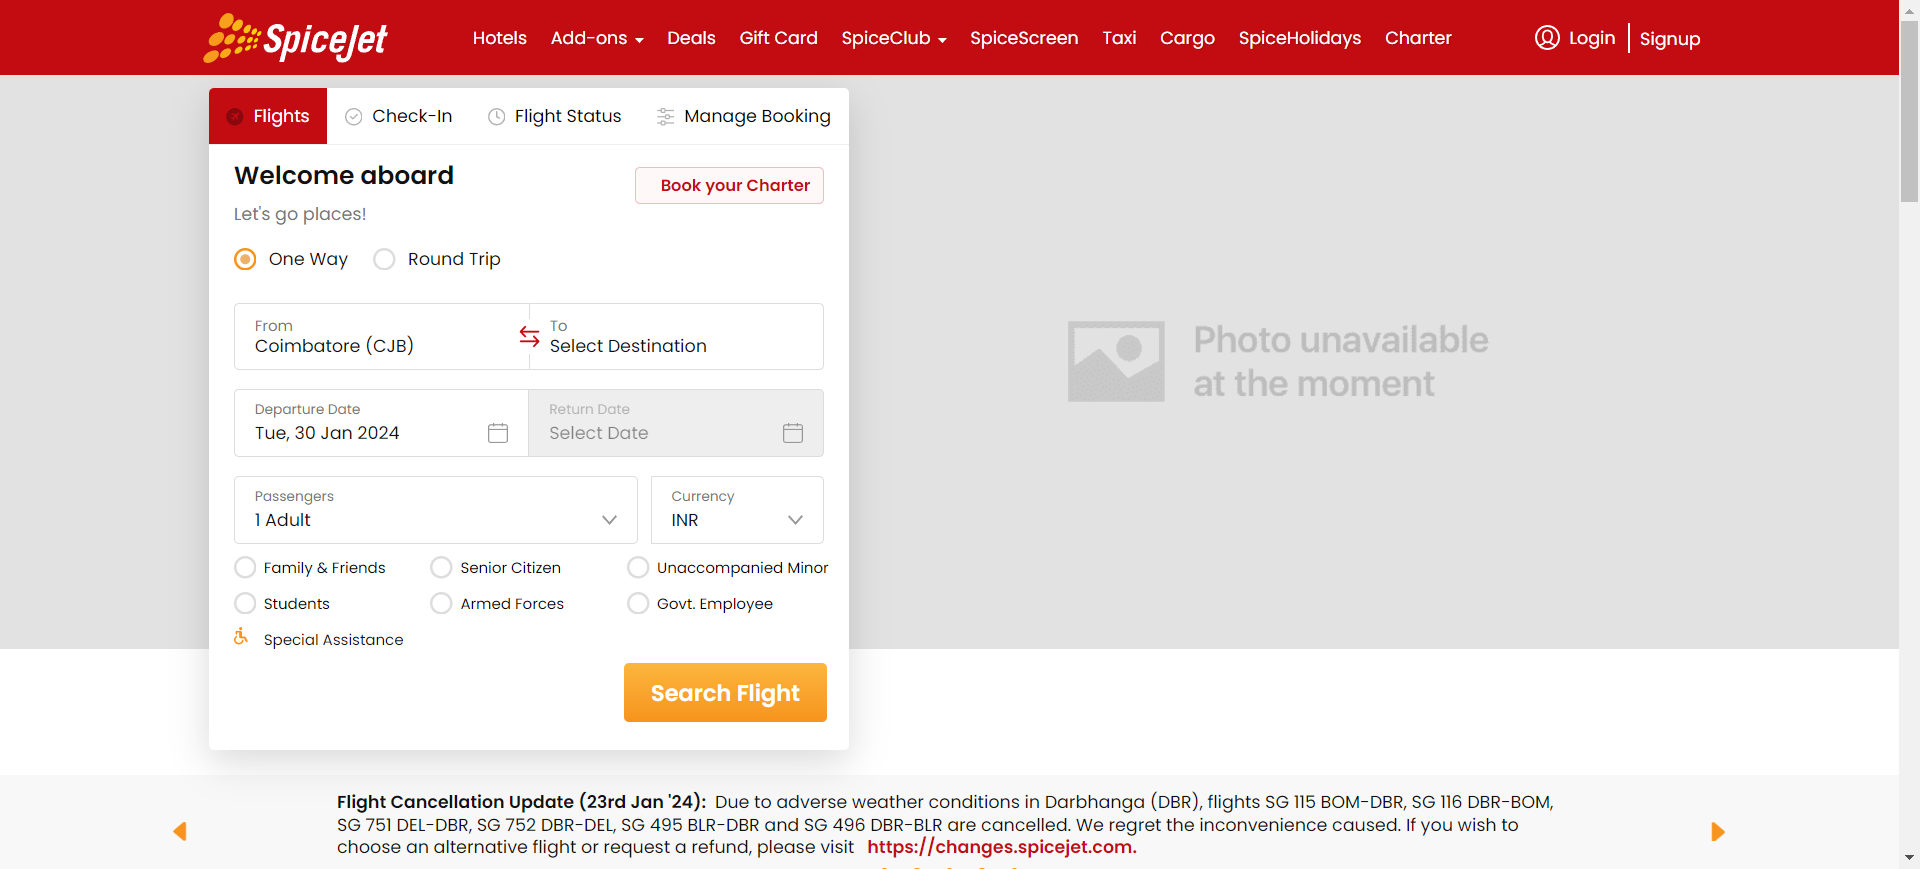 SpiceJet
Hotels Add-ons Deals Gift Card SpiceClub SpiceScreen Taxi Cargo SpiceHolidays Charter Login Signup
Flights Check-In Flight Status Manage Booking
Welcome aboard
Book your Charter
Let's go places!
One Way Round Trip
From To
Coimbatore (CJB) Select Destination
Departure Date Return Date
Tue, 30 Jan 2024 Select Date
Passengers Currency
1 Adult INR
Family & Friends Senior Citizen Unaccompanied Minor
Students Armed Forces Govt. Employee
Special Assistance
Search Flight
Photo unavailable
at the moment
Flight Cancellation Update (23rd Jan '24): Due to adverse weather conditions in Darbhanga (DBR), flights SG 115 BOM-DBR, SG 116 DBR-BOM,
SG 751 DEL-DBR, SG 752 DBR-DEL, SG 495 BLR-DBR and SG 496 DBR-BLR are cancelled. We regret the inconvenience caused. If you wish to
choose an alternative flight or request a refund, please visit https://changes.spicejet.com.